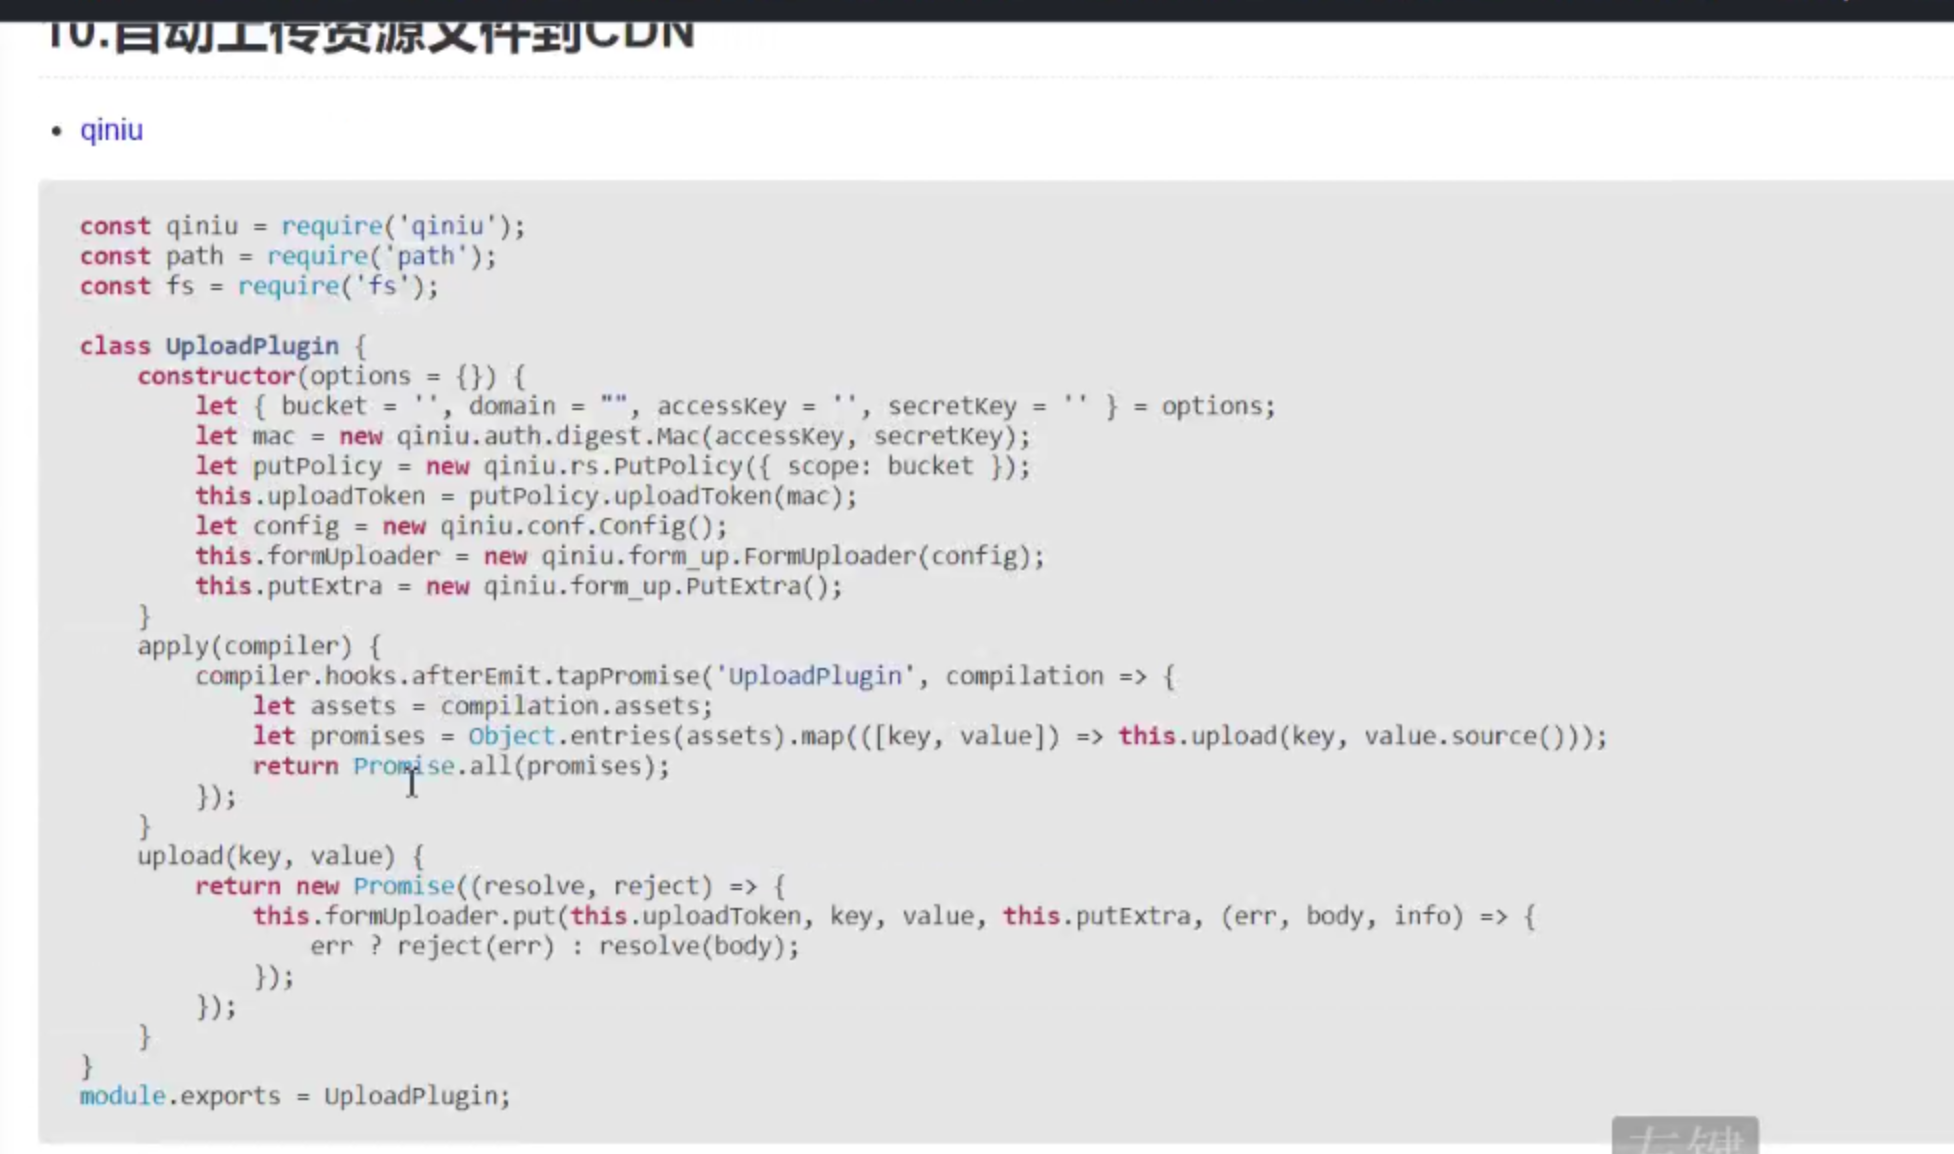 10.自动上传资源文件到CDN
qiniu
const qiniu = require('qiniu');
const path = require('path');
const fs = require('fs');
class UploadPlugin {
constructor(options = {}) {
let { bucket = '', domain = "", accessKey = '', secretKey = '' } = options;
let mac = new qiniu.auth.digest.Mac(accessKey, secretKey);
let putPolicy = new qiniu.rs.PutPolicy({ scope: bucket });
this.uploadToken = putPolicy.uploadToken(mac);
let config = new qiniu.conf.Config();
this.formUploader = new qiniu.form_up.FormUploader(config);
this.putExtra = new qiniu.form_up.PutExtra();
}
apply(compiler) {
compiler.hooks.afterEmit.tapPromise('UploadPlugin', compilation => {
let assets = compilation.assets;
let promises = Object.entries(assets).map(([key, value]) => this.upload(key, value.source()));
return Promise.all(promises);
});
}
upload(key, value) {
return new Promise((resolve, reject) => {
this.formUploader.put(this.uploadToken, key, value, this.putExtra, (err, body, info) => {
err ? reject(err) : resolve(body);
});
});
}
}
module.exports = UploadPlugin;